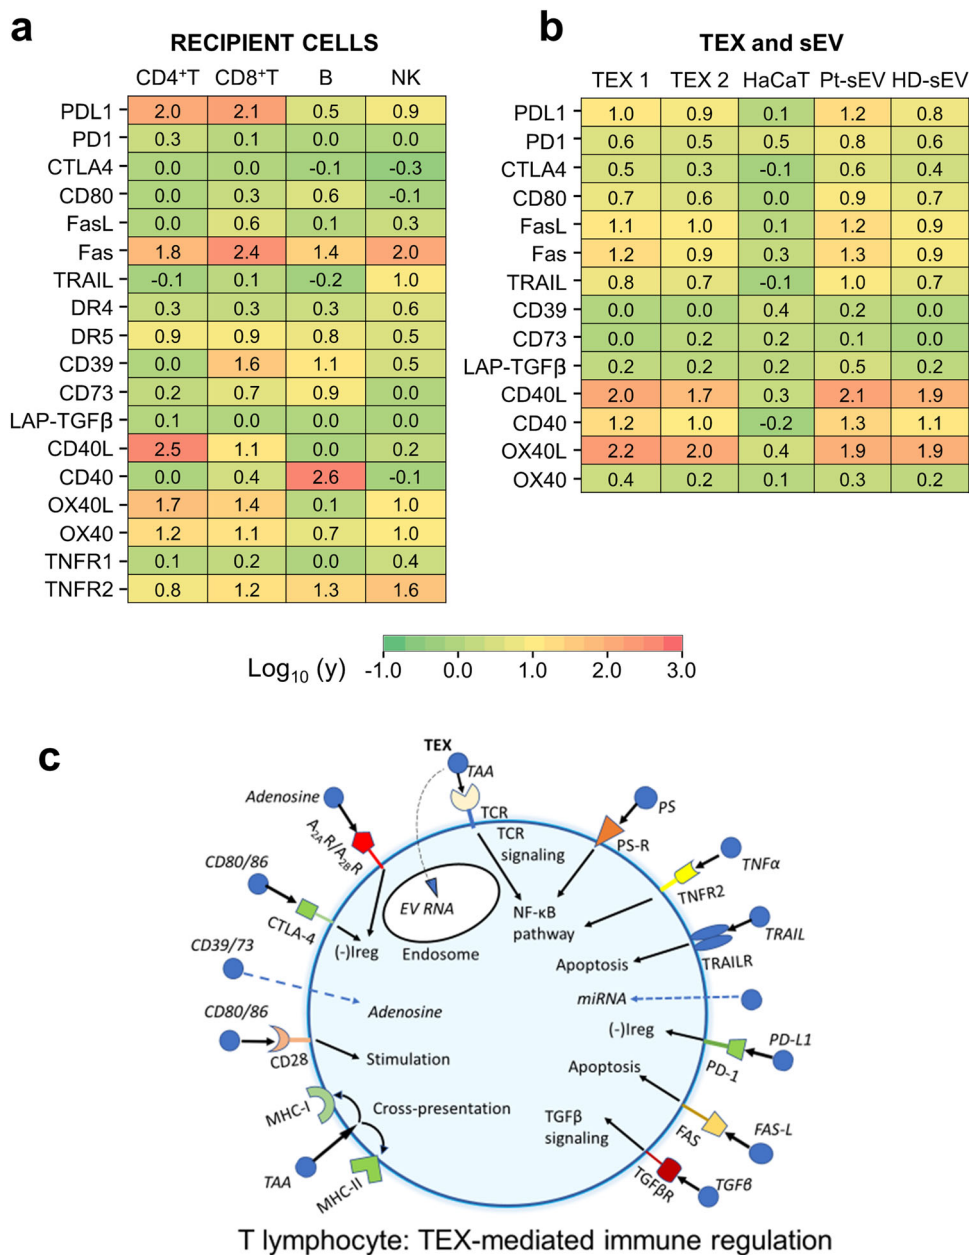 a
RECIPIENT CELLS
CD4+T CD8+T B NK
PDL1 2.0 2.1 0.5 0.9
PD1 0.3 0.1 0.0 0.0
CTLA4 0.0 0.0 -0.1 -0.3
CD80 0.0 0.3 0.6 -0.1
FasL 0.0 0.6 0.1 0.3
Fas 1.8 2.4 1.4 2.0
TRAIL -0.1 0.1 -0.2 1.0
DR4 0.3 0.3 0.3 0.6
DR5 0.9 0.9 0.8 0.5
CD39 0.0 1.6 1.1 0.5
CD73 0.2 0.7 0.9 0.0
LAP-TGFβ 0.1 0.0 0.0 0.0
CD40L 2.5 1.1 0.0 0.2
CD40 0.0 0.4 2.6 -0.1
OX40L 1.7 1.4 0.1 1.0
OX40 1.2 1.1 0.7 1.0
TNFR1 0.1 0.2 0.0 0.4
TNFR2 0.8 1.2 1.3 1.6
b
TEX and sEV
TEX 1 TEX 2 HaCaT Pt-sEV HD-sEV
PDL1 1.0 0.9 0.1 1.2 0.8
PD1 0.6 0.5 0.5 0.8 0.6
CTLA4 0.5 0.3 -0.1 0.6 0.4
CD80 0.7 0.6 0.0 0.9 0.7
FasL 1.1 1.0 0.1 1.2 0.9
Fas 1.2 0.9 0.3 1.3 0.9
TRAIL 0.8 0.7 -0.1 1.0 0.7
CD39 0.0 0.0 0.4 0.2 0.0
CD73 0.0 0.2 0.2 0.1 0.0
LAP-TGFβ 0.2 0.2 0.2 0.5 0.2
CD40L 2.0 1.7 0.3 2.1 1.9
CD40 1.2 1.0 -0.2 1.3 1.1
OX40L 2.2 2.0 0.4 1.9 1.9
OX40 0.4 0.2 0.1 0.3 0.2
Log10 (y) -1.0 0.0 1.0 2.0 3.0
c
TEX
TAA
TCR
TCR
signaling
Adenosine
A2AR/A2BR
PS
PS-R
CD80/86
CTLA-4
(-)Ireg
EV RNA
Endosome
NF-κB
pathway
TNFα
TNFR2
TRAIL
TRAILR
Apoptosis
CD39/73
Adenosine
miRNA
CD80/86
CD28
Stimulation
(-)Ireg
PD-L1
PD-1
Apoptosis
MHC-I
Cross-presentation
TAA
MHC-II
TGFβ
signaling
FAS
FAS-L
TGFβR
TGFβ
T lymphocyte: TEX-mediated immune regulation